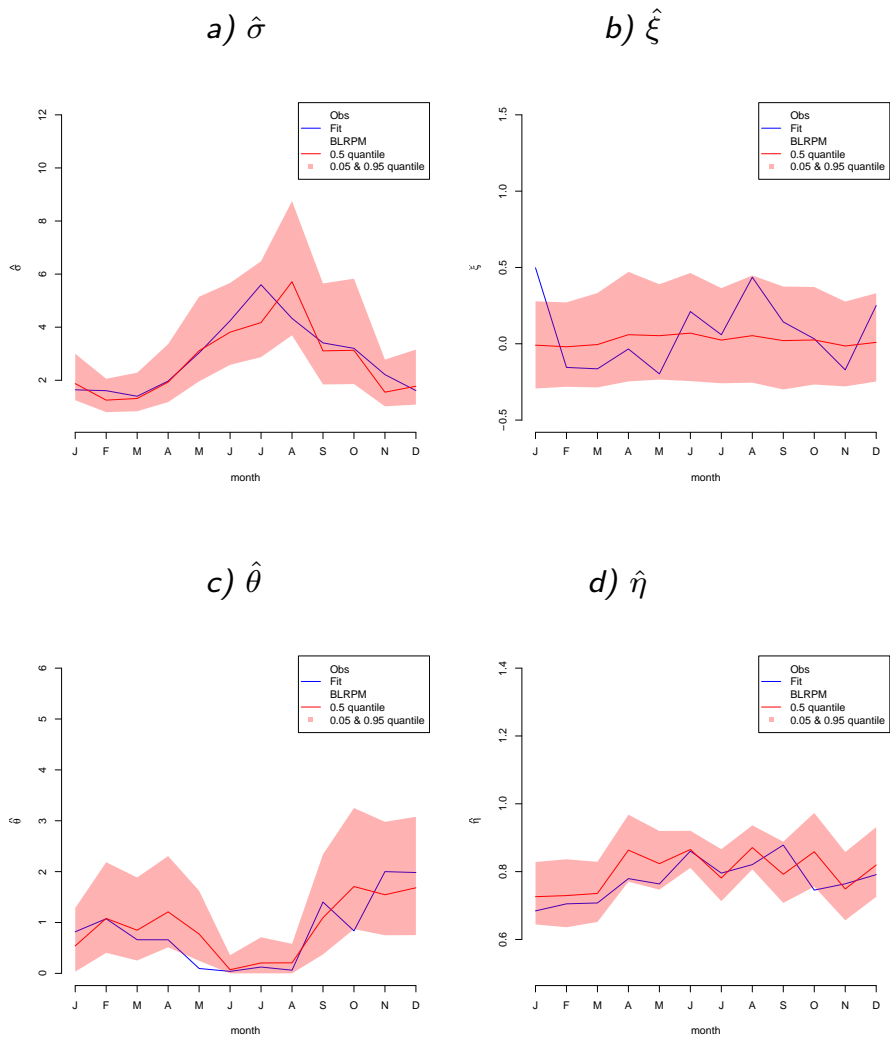 a) σ̂
12
10
8
6
4
2
σ̂
J F M A M J J A S O N D
month
Obs
Fit
BLRPM
0.5 quantile
0.05 & 0.95 quantile
b) ξ̂
1.5
1.0
0.5
0.0
−0.5
ξ̂
J F M A M J J A S O N D
month
Obs
Fit
BLRPM
0.5 quantile
0.05 & 0.95 quantile
c) θ̂
6
5
4
3
2
1
0
θ̂
J F M A M J J A S O N D
month
Obs
Fit
BLRPM
0.5 quantile
0.05 & 0.95 quantile
d) η̂
1.4
1.2
1.0
0.8
0.6
η̂
J F M A M J J A S O N D
month
Obs
Fit
BLRPM
0.5 quantile
0.05 & 0.95 quantile